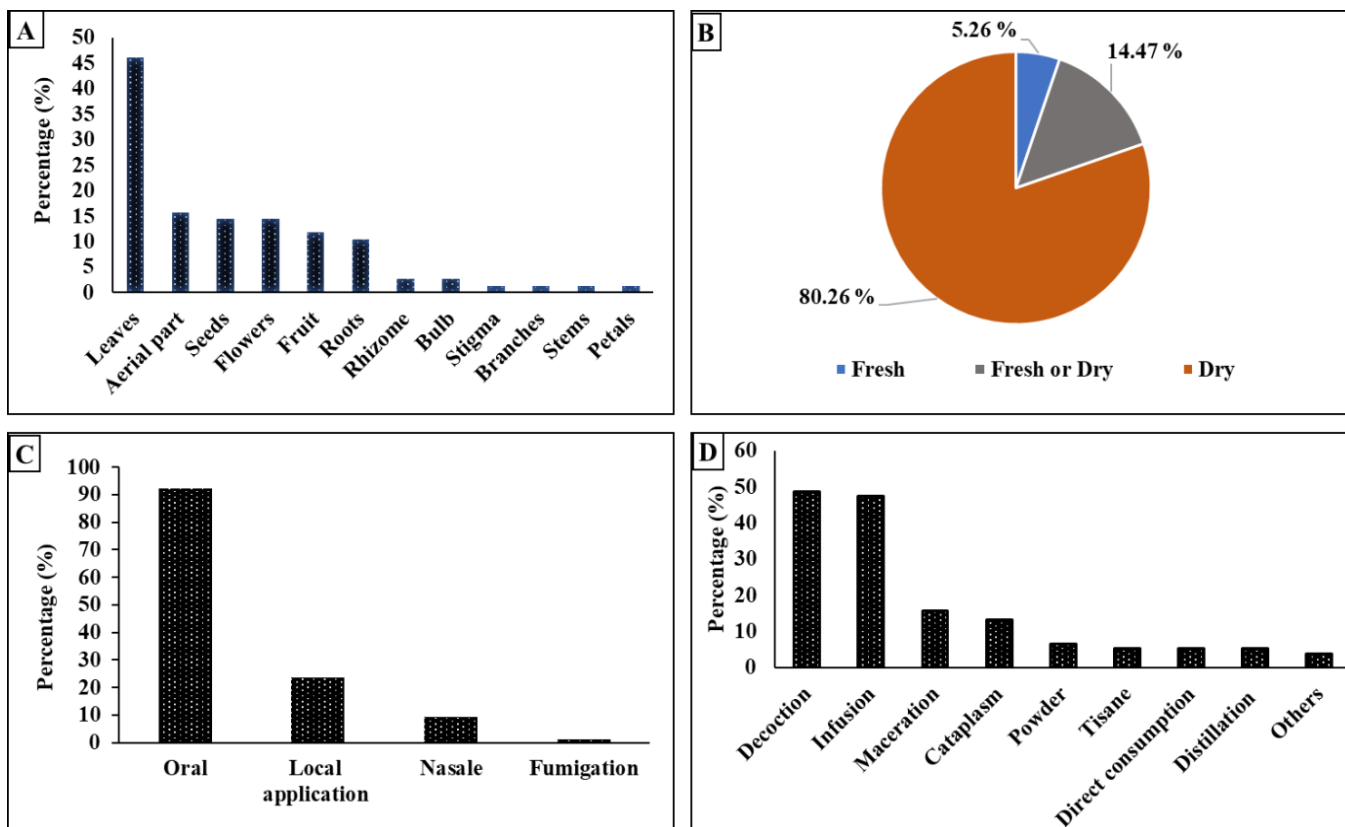 A
Percentage (%)
50
45
40
35
30
25
20
15
10
5
0
Leaves
Aerial part
Seeds
Flowers
Fruit
Roots
Rhizome
Bulb
Stigma
Branches
Stems
Petals
B
5.26 %
14.47 %
80.26 %
Fresh
Fresh or Dry
Dry
C
Percentage (%)
100
90
80
70
60
50
40
30
20
10
0
Oral
Local
application
Nasale
Fumigation
D
Percentage (%)
60
50
40
30
20
10
0
Decoction
Infusion
Maceration
Cataplasm
Powder
Tisane
Direct consumption
Distillation
Others